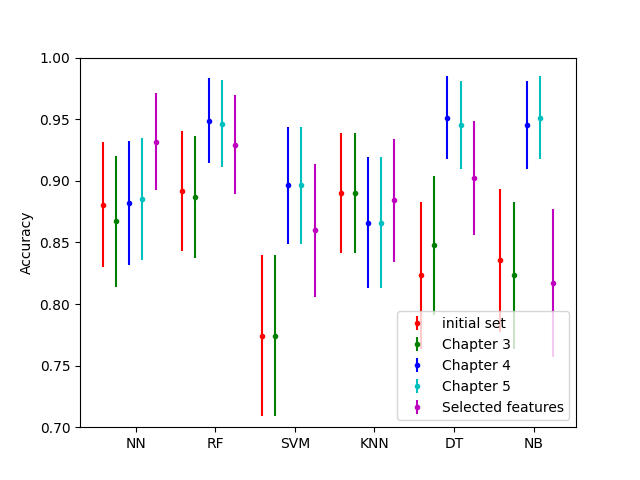 1.00
0.95
0.90
0.85
0.80
0.75
0.70
Accuracy
initial set
Chapter 3
Chapter 4
Chapter 5
Selected features
NN RF SVM KNN DT NB